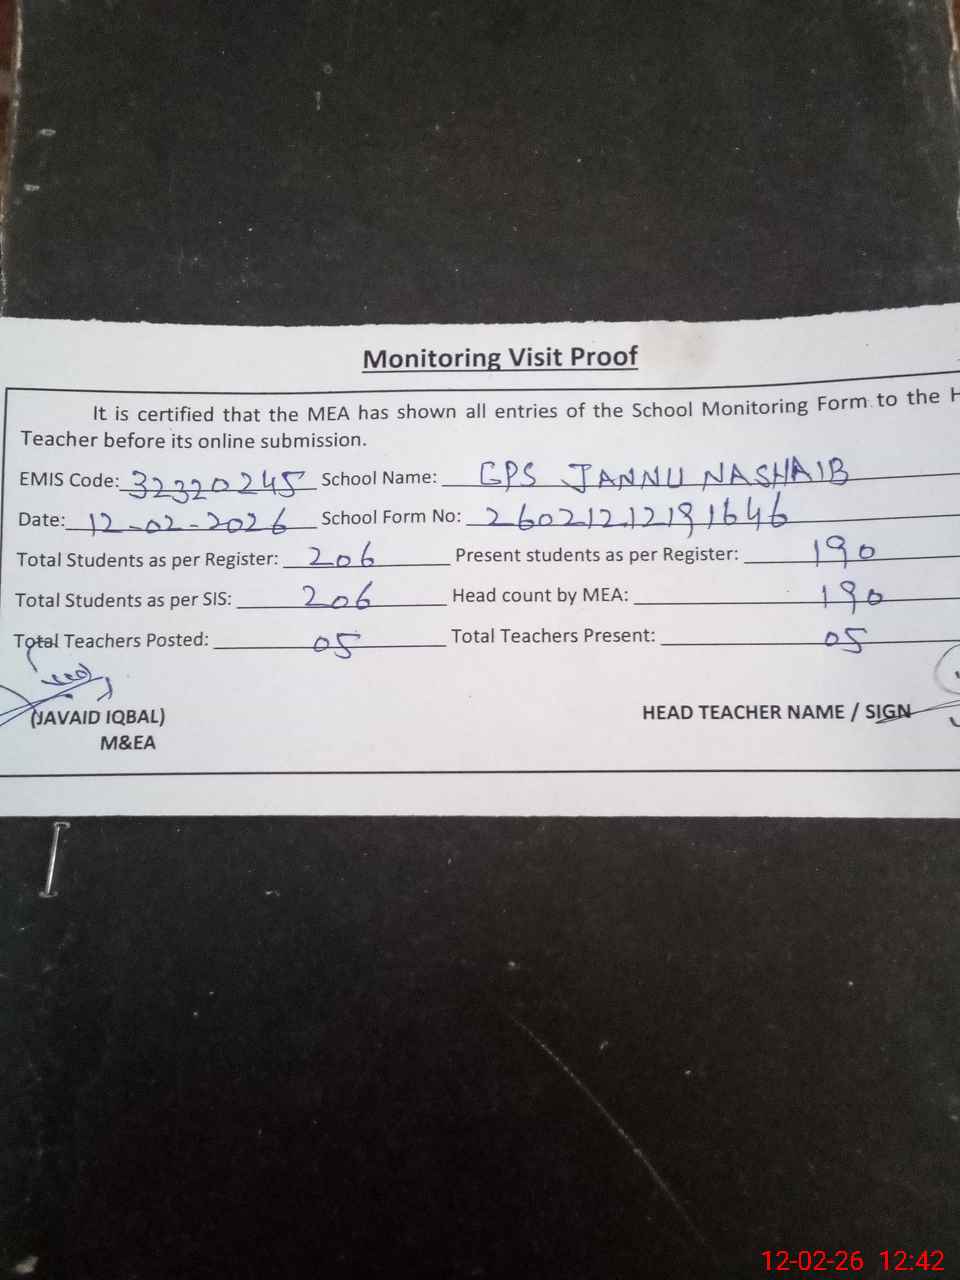 Monitoring Visit Proof
It is certified that the MEA has shown all entries of the School Monitoring Form to the H
Teacher before its online submission.
EMIS Code: 32320245 School Name: GPS JANNU NASHAIB
Date: 12-02-2026 School Form No: 26021212191646
Total Students as per Register: 206 Present students as per Register: 190
Total Students as per SIS: 206 Head count by MEA: 190
Total Teachers Posted: 05 Total Teachers Present: 05
(JAVAID IQBAL) HEAD TEACHER NAME / SIGN
M&EA
12-02-26 12:42